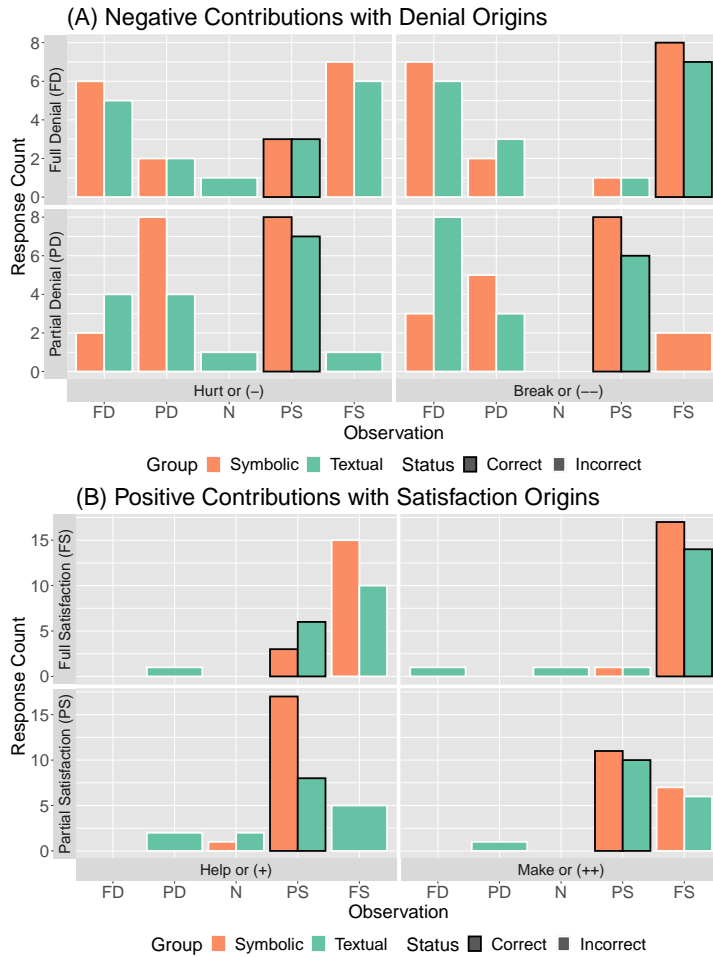 (A) Negative Contributions with Denial Origins
Response Count
Full Denial (FD)
8
6
4
2
0
Partial Denial (PD)
8
6
4
2
0
Hurt or (-) Break or (--)
FD PD N PS FS FD PD N PS FS
Observation
Group Symbolic Textual Status Correct Incorrect
(B) Positive Contributions with Satisfaction Origins
Response Count
Full Satisfaction (FS)
15
10
5
0
Partial Satisfaction (PS)
15
10
5
0
Help or (+) Make or (++)
FD PD N PS FS FD PD N PS FS
Observation
Group Symbolic Textual Status Correct Incorrect